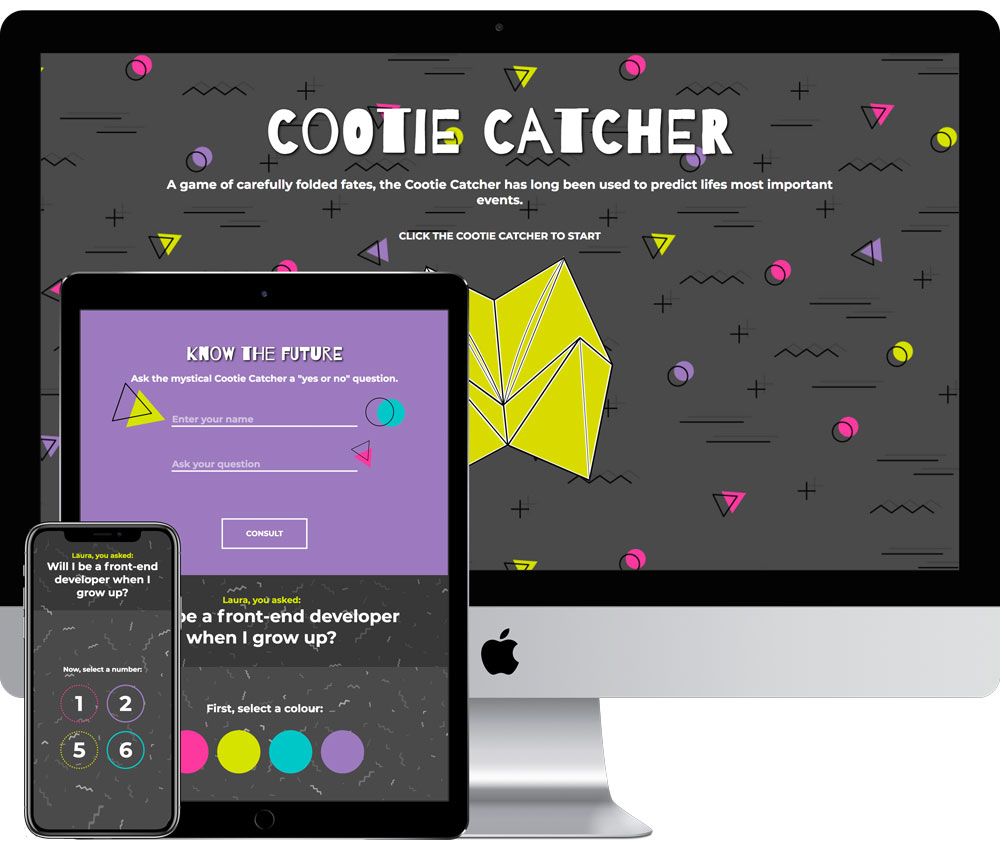 COOTIE CATCHER
A game of carefully folded fates, the Cootie Catcher has long been used to predict lifes most important
events.
CLICK THE COOTIE CATCHER TO START
KNOW THE FUTURE
Ask the mystical Cootie Catcher a "yes or no" question.
Enter your name
Ask your question
CONSULT
Laura, you asked:
be a front-end developer
when I grow up?
First, select a colour:
Laura, you asked:
Will I be a front-end
developer when I
grow up?
Now, select a number:
1 2
5 6